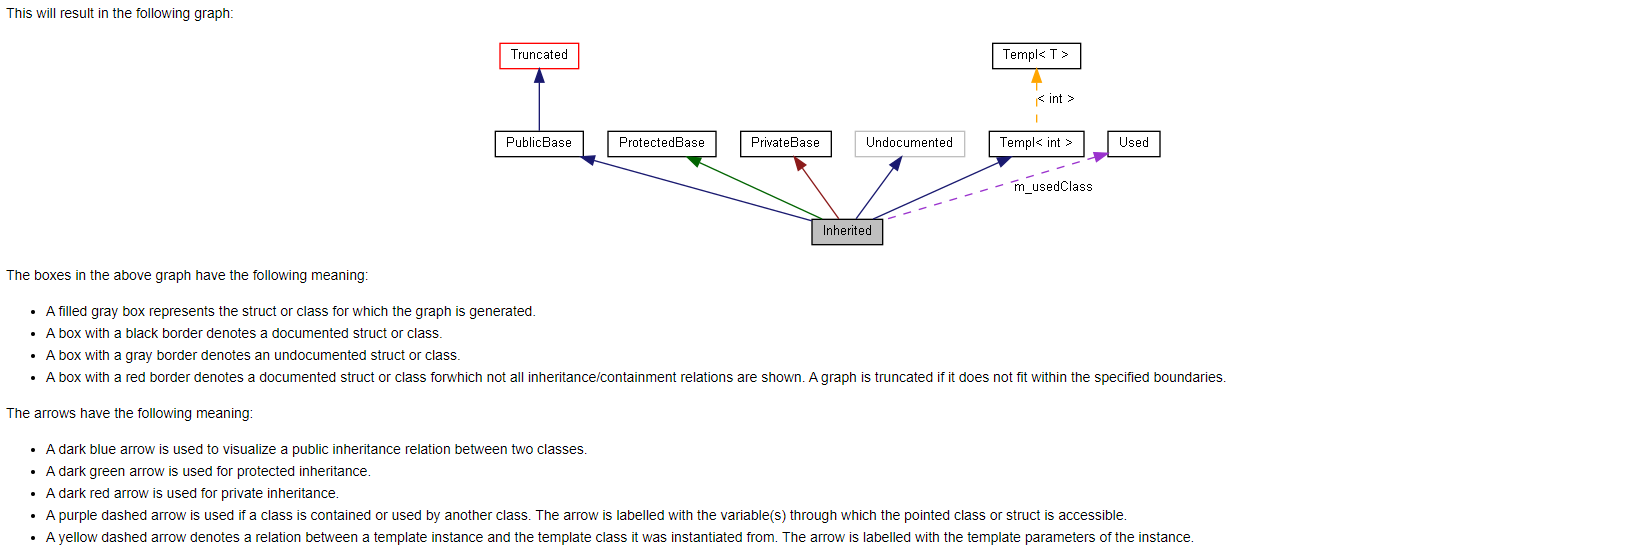 This will result in the following graph:
Truncated
Templ< T >
< int >
PublicBase
ProtectedBase
PrivateBase
Undocumented
Templ< int >
Used
m_usedClass
Inherited
The boxes in the above graph have the following meaning:
• A filled gray box represents the struct or class for which the graph is generated.
• A box with a black border denotes a documented struct or class.
• A box with a gray border denotes an undocumented struct or class.
• A box with a red border denotes a documented struct or class forwhich not all inheritance/containment relations are shown. A graph is truncated if it does not fit within the specified boundaries.
The arrows have the following meaning:
• A dark blue arrow is used to visualize a public inheritance relation between two classes.
• A dark green arrow is used for protected inheritance.
• A dark red arrow is used for private inheritance.
• A purple dashed arrow is used if a class is contained or used by another class. The arrow is labelled with the variable(s) through which the pointed class or struct is accessible.
• A yellow dashed arrow denotes a relation between a template instance and the template class it was instantiated from. The arrow is labelled with the template parameters of the instance.